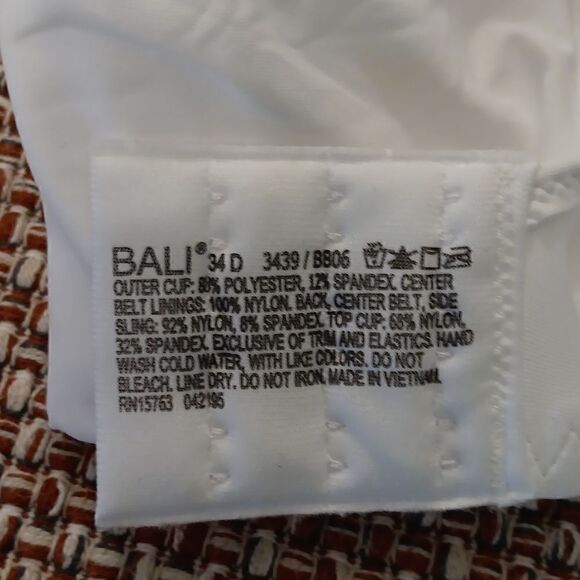 BALI® 34 D 3439 / BB06
OUTER CUP: 88% POLYESTER, 12% SPANDEX. CENTER
BELT LININGS: 100% NYLON. BACK, CENTER BELT, SIDE
SLING: 92% NYLON, 8% SPANDEX. TOP CUP: 68% NYLON,
32% SPANDEX. EXCLUSIVE OF TRIM AND ELASTICS. HAND
WASH COLD WATER, WITH LIKE COLORS. DO NOT
BLEACH. LINE DRY. DO NOT IRON. MADE IN VIETNAM.
RN15763 042195